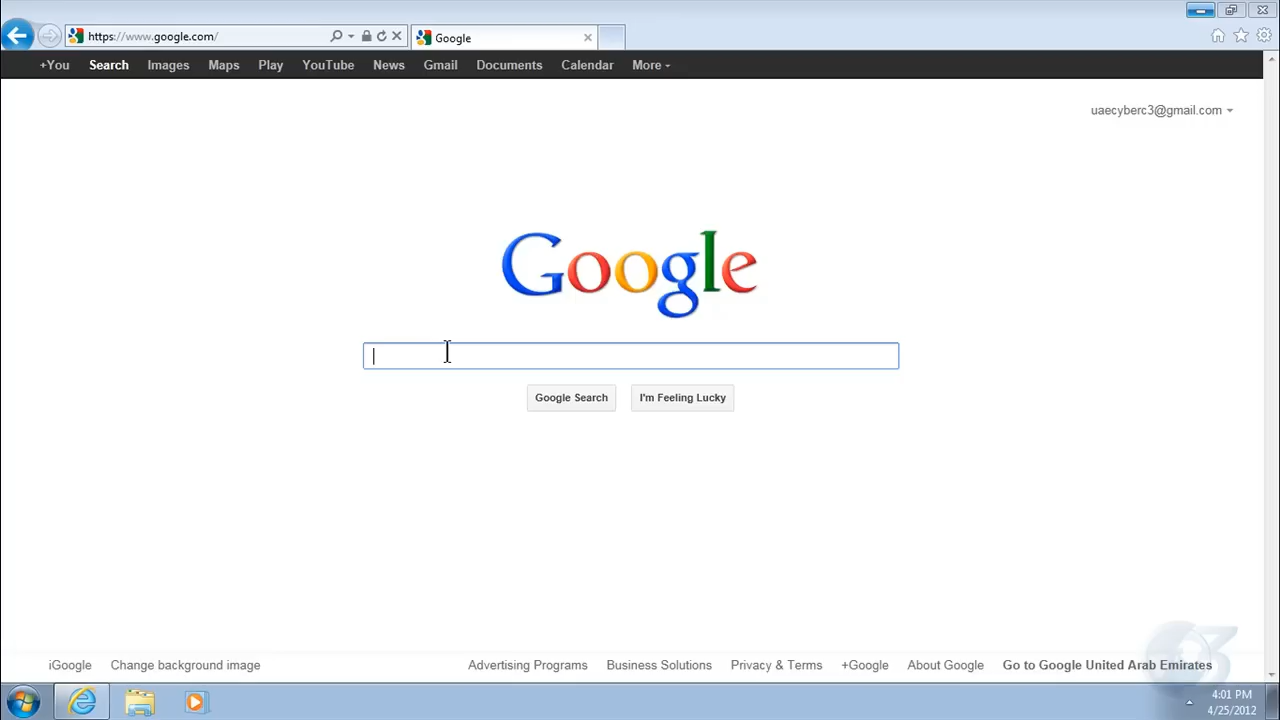 https://www.google.com/
Google
+You Search Images Maps Play YouTube News Gmail Documents Calendar More
uaecyberc3@gmail.com
Google
Google Search I'm Feeling Lucky
iGoogle Change background image Advertising Programs Business Solutions Privacy & Terms +Google About Google Go to Google United Arab Emirates
4:01 PM
4/25/2012